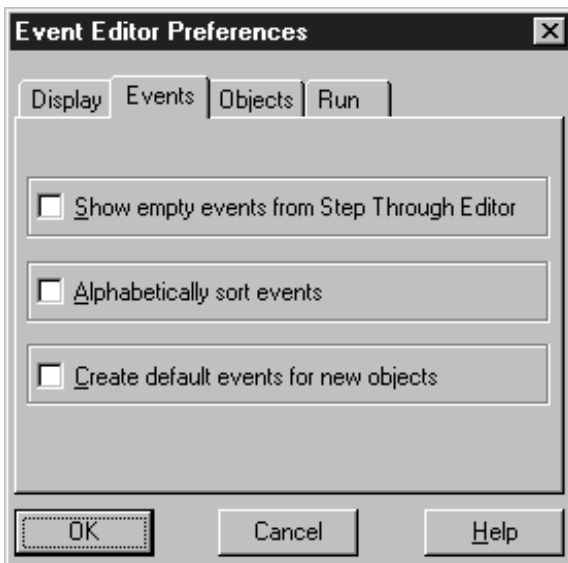 Event Editor Preferences
Display Events Objects Run
Show empty events from Step Through Editor
Alphabetically sort events
Create default events for new objects
OK Cancel Help